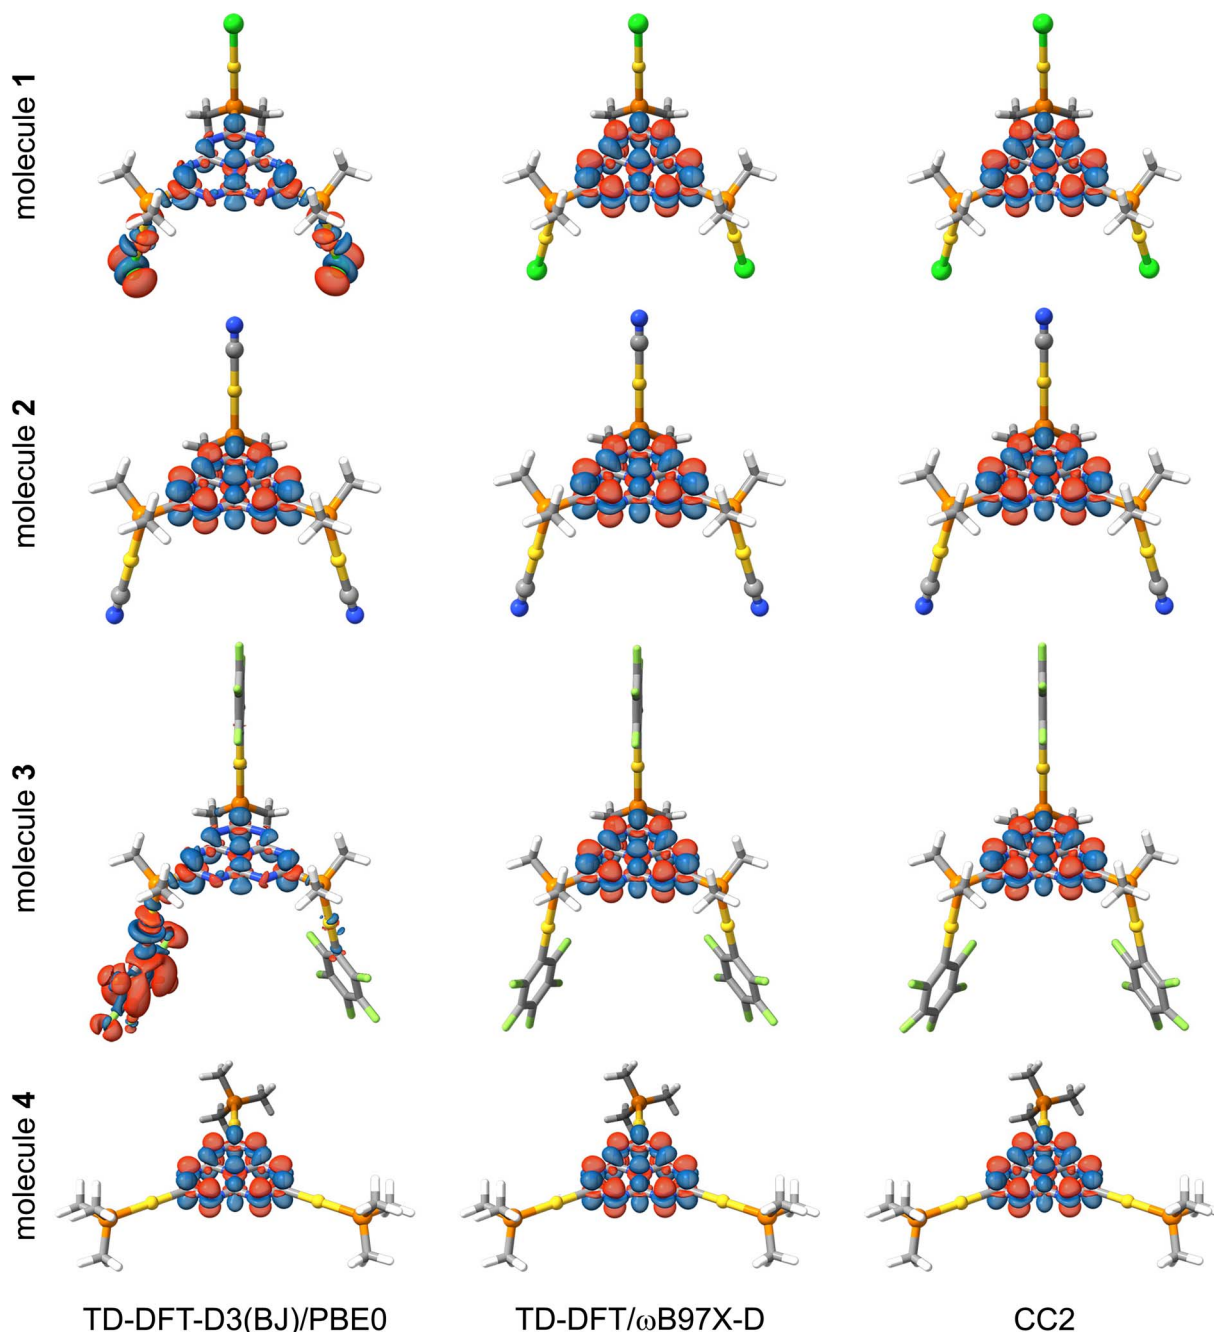 molecule 1
molecule 2
molecule 3
molecule 4
TD-DFT-D3(BJ)/PBE0 TD-DFT/ωB97X-D CC2